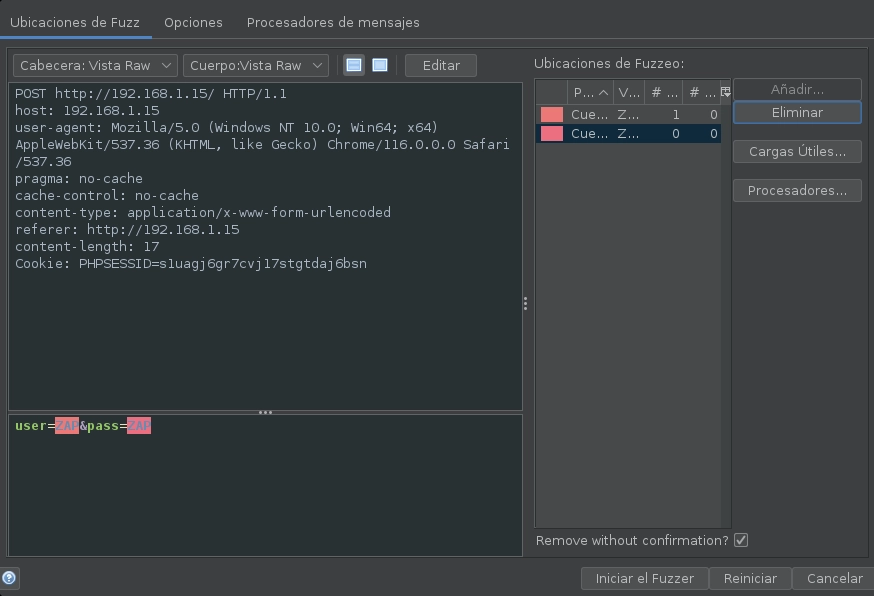 Ubicaciones de Fuzz Opciones Procesadores de mensajes
Cabecera: Vista Raw Cuerpo:Vista Raw Editar
POST http://192.168.1.15/ HTTP/1.1
host: 192.168.1.15
user-agent: Mozilla/5.0 (Windows NT 10.0; Win64; x64)
AppleWebKit/537.36 (KHTML, like Gecko) Chrome/116.0.0.0 Safari
/537.36
pragma: no-cache
cache-control: no-cache
content-type: application/x-www-form-urlencoded
referer: http://192.168.1.15
content-length: 17
Cookie: PHPSESSID=s1uagj6gr7cvj17stgtdaj6bsn
user=ZAP&pass=ZAP
Ubicaciones de Fuzzeo:
P... V... # ... # ...
Cue... Z... 1 0
Cue... Z... 0 0
Añadir...
Eliminar
Cargas Útiles...
Procesadores...
Remove without confirmation?
Iniciar el Fuzzer Reiniciar Cancelar